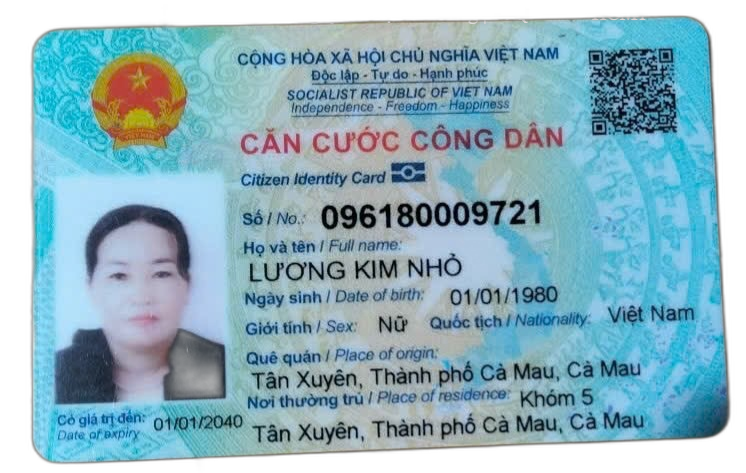 CỘNG HÒA XÃ HỘI CHỦ NGHĨA VIỆT NAM
Độc lập - Tự do - Hạnh phúc
SOCIALIST REPUBLIC OF VIET NAM
Independence - Freedom - Happiness
CĂN CƯỚC CÔNG DÂN
Citizen Identity Card
Số / No.: 096180009721
Họ và tên / Full name:
LƯƠNG KIM NHỎ
Ngày sinh / Date of birth: 01/01/1980
Giới tính / Sex: Nữ Quốc tịch / Nationality: Việt Nam
Quê quán / Place of origin:
Tân Xuyên, Thành phố Cà Mau, Cà Mau
Nơi thường trú / Place of residence: Khóm 5
Tân Xuyên, Thành phố Cà Mau, Cà Mau
Có giá trị đến: 01/01/2040
Date of expiry